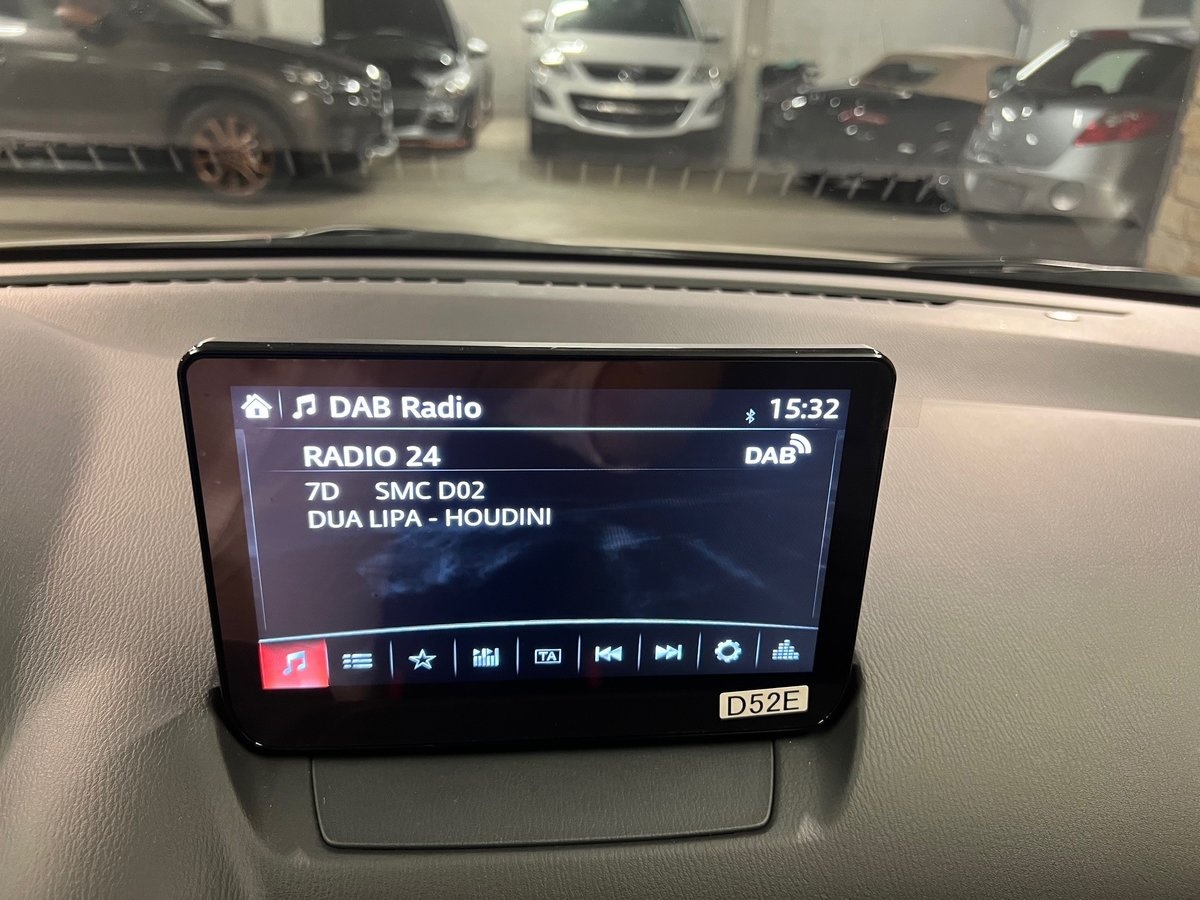 DAB Radio 15:32
RADIO 24 DAB
7D SMC D02
DUA LIPA - HOUDINI
TA
D52E